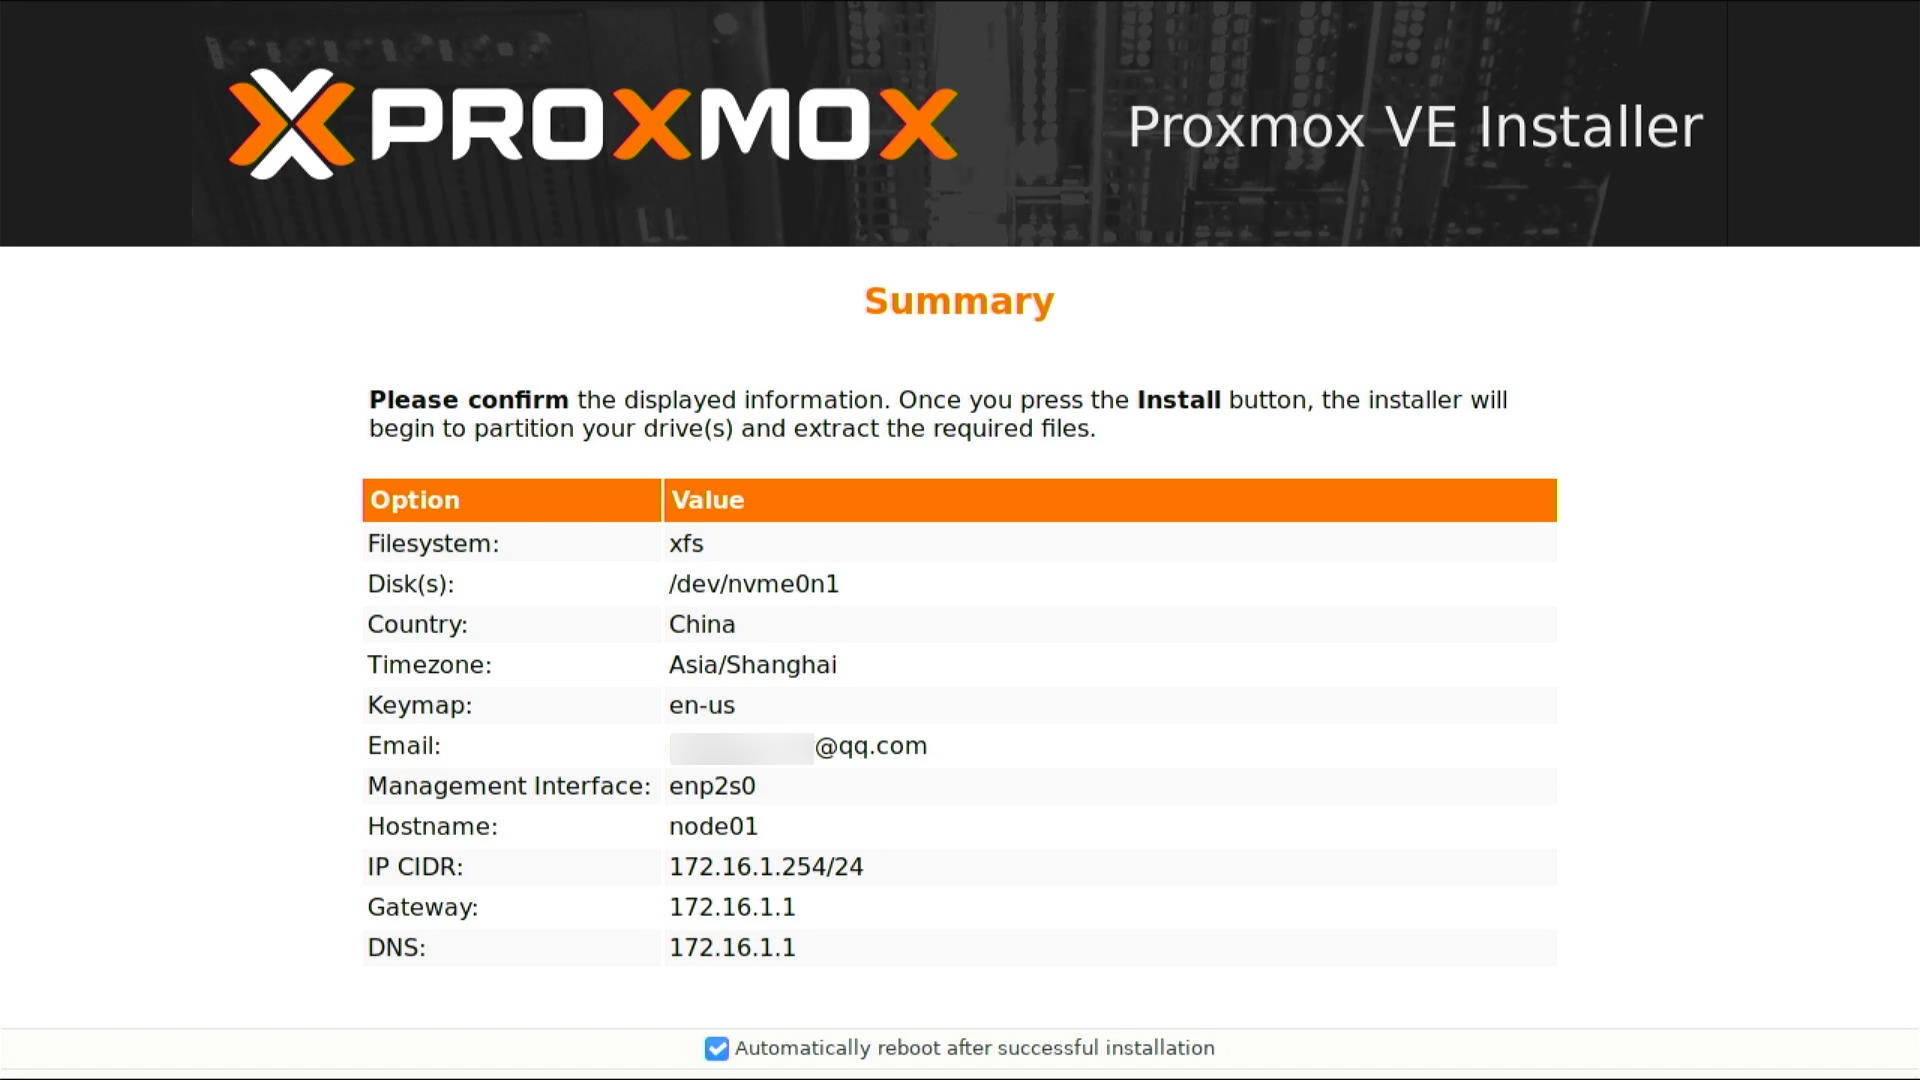 PROXMOX
Proxmox VE Installer
Summary
Please confirm the displayed information. Once you press the Install button, the installer will
begin to partition your drive(s) and extract the required files.
Option Value
Filesystem: xfs
Disk(s): /dev/nvme0n1
Country: China
Timezone: Asia/Shanghai
Keymap: en-us
Email: @qq.com
Management Interface: enp2s0
Hostname: node01
IP CIDR: 172.16.1.254/24
Gateway: 172.16.1.1
DNS: 172.16.1.1
Automatically reboot after successful installation